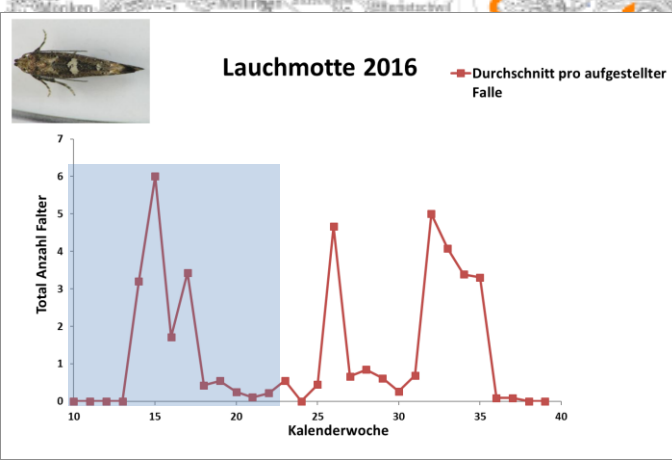 Lauchmotte 2016
Durchschnitt pro aufgestellter
Falle
Total Anzahl Falter
7
6
5
4
3
2
1
0
10 15 20 25 30 35 40
Kalenderwoche